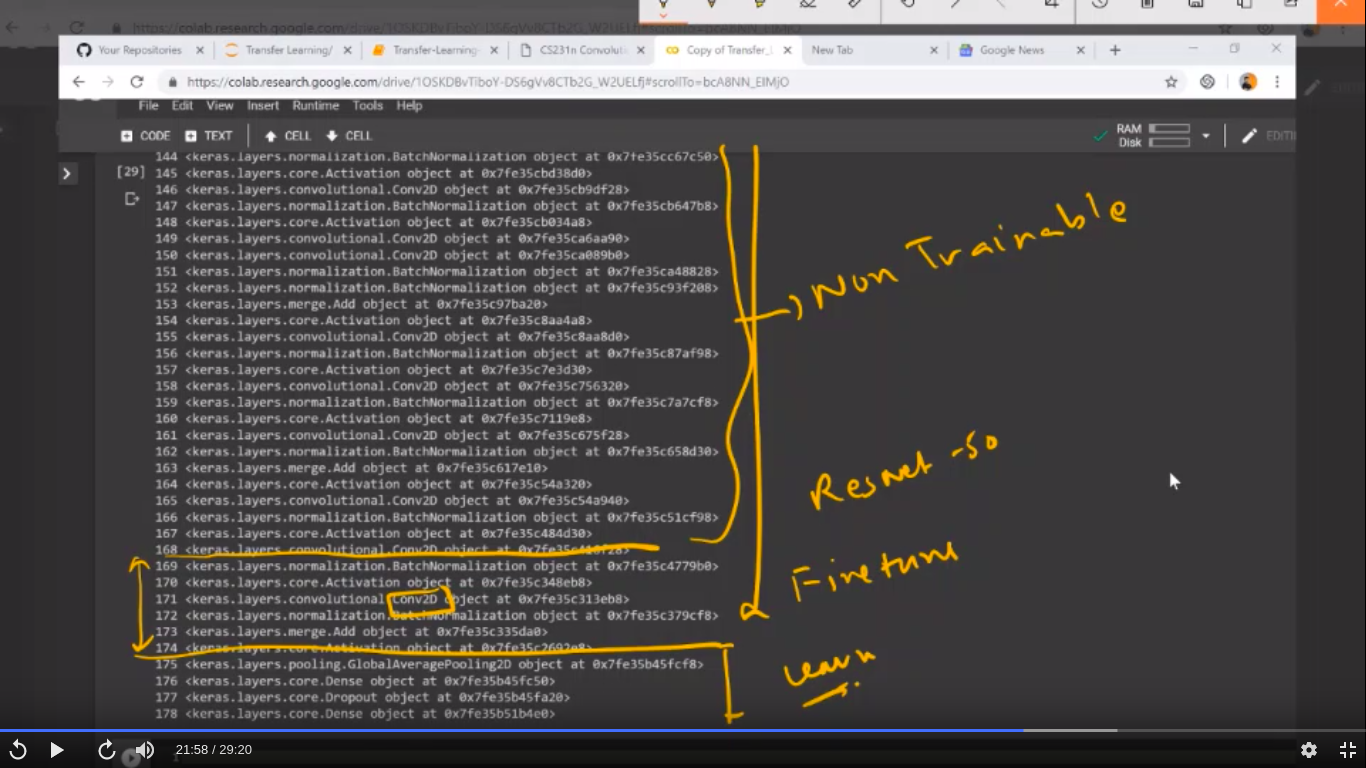 Your Repositories × Transfer Learning/ × Transfer-Learning- × CS231n Convolut × Copy of Transfer_L × New Tab × Google News × +
https://colab.research.google.com/drive/1OSKDBvTiboY-DS6gVv8CTb2G_W2UELfj#scrollTo=bcA8NN_EIMjO
File Edit View Insert Runtime Tools Help
CODE TEXT CELL CELL RAM Disk EDITI
144 <keras.layers.normalization.BatchNormalization object at 0x7fe35cc67c50>
[29] 145 <keras.layers.core.Activation object at 0x7fe35cbd38d0>
146 <keras.layers.convolutional.Conv2D object at 0x7fe35cb9df28>
147 <keras.layers.normalization.BatchNormalization object at 0x7fe35cb647b8>
148 <keras.layers.core.Activation object at 0x7fe35cb034a8>
149 <keras.layers.convolutional.Conv2D object at 0x7fe35ca6aa90>
150 <keras.layers.convolutional.Conv2D object at 0x7fe35ca089b0>
151 <keras.layers.normalization.BatchNormalization object at 0x7fe35ca48828>
152 <keras.layers.normalization.BatchNormalization object at 0x7fe35c93f208>
153 <keras.layers.merge.Add object at 0x7fe35c97ba20>
154 <keras.layers.core.Activation object at 0x7fe35c8aa4a8>
155 <keras.layers.convolutional.Conv2D object at 0x7fe35c8aa8d0>
156 <keras.layers.normalization.BatchNormalization object at 0x7fe35c87af98>
157 <keras.layers.core.Activation object at 0x7fe35c7e3d30>
158 <keras.layers.convolutional.Conv2D object at 0x7fe35c756320>
159 <keras.layers.normalization.BatchNormalization object at 0x7fe35c7a7cf8>
160 <keras.layers.core.Activation object at 0x7fe35c7119e8>
161 <keras.layers.convolutional.Conv2D object at 0x7fe35c675f28>
162 <keras.layers.normalization.BatchNormalization object at 0x7fe35c658d30>
163 <keras.layers.merge.Add object at 0x7fe35c617e10>
164 <keras.layers.core.Activation object at 0x7fe35c54a320>
165 <keras.layers.convolutional.Conv2D object at 0x7fe35c54a940>
166 <keras.layers.normalization.BatchNormalization object at 0x7fe35c51cf98>
167 <keras.layers.core.Activation object at 0x7fe35c484d30>
168 <keras.layers.convolutional.Conv2D object at
169 <keras.layers.normalization.BatchNormalization object at 0x7fe35c4779b0>
170 <keras.layers.core.Activation object at 0x7fe35c348eb8>
171 <keras.layers.convolutional.Conv2D object at 0x7fe35c313eb8>
172 <keras.layers.normalization.BatchNormalization object at 0x7fe35c379cf8>
173 <keras.layers.merge.Add object at 0x7fe35c335da0>
174 <keras.layers.core.Activation object at 0x7fe35c2692e8>
175 <keras.layers.pooling.GlobalAveragePooling2D object at 0x7fe35b45fcf8>
176 <keras.layers.core.Dense object at 0x7fe35b45fc50>
177 <keras.layers.core.Dropout object at 0x7fe35b45fa20>
178 <keras.layers.core.Dense object at 0x7fe35b51b4e0>
Non Trainable
Resnet -50
Finetune
Learn
21:58 / 29:20